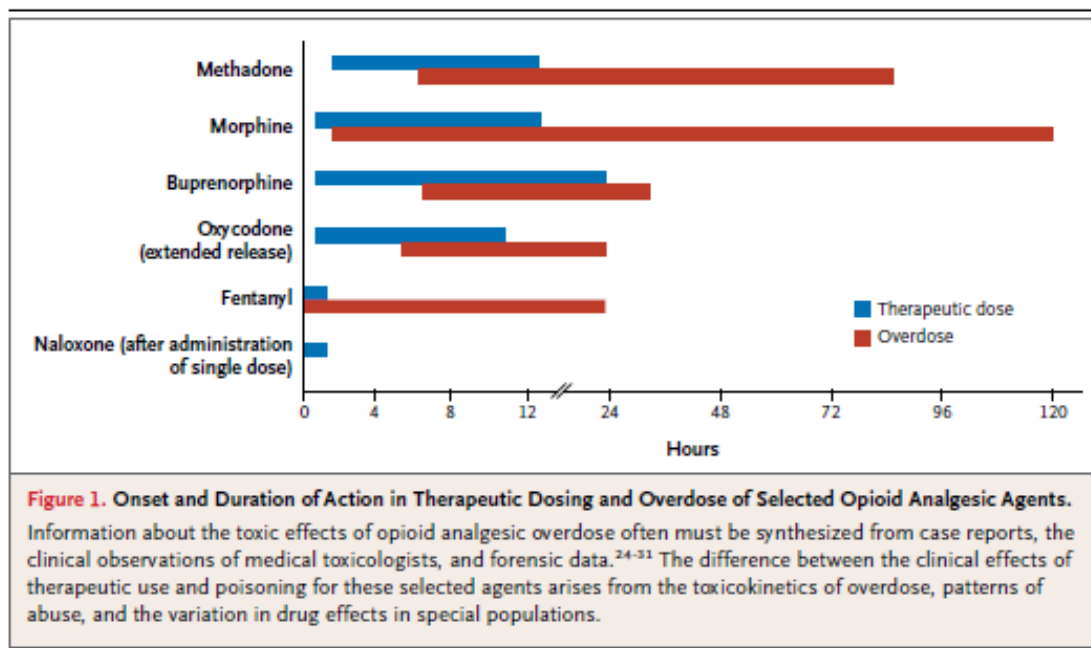 Methadone
Morphine
Buprenorphine
Oxycodone
(extended release)
Fentanyl
Naloxone (after administration
of single dose)
Therapeutic dose
Overdose
0 4 8 12 24 48 72 96 120
Hours
Figure 1. Onset and Duration of Action in Therapeutic Dosing and Overdose of Selected Opioid Analgesic Agents.
Information about the toxic effects of opioid analgesic overdose often must be synthesized from case reports, the
clinical observations of medical toxicologists, and forensic data.²⁴⁻³¹ The difference between the clinical effects of
therapeutic use and poisoning for these selected agents arises from the toxicokinetics of overdose, patterns of
abuse, and the variation in drug effects in special populations.